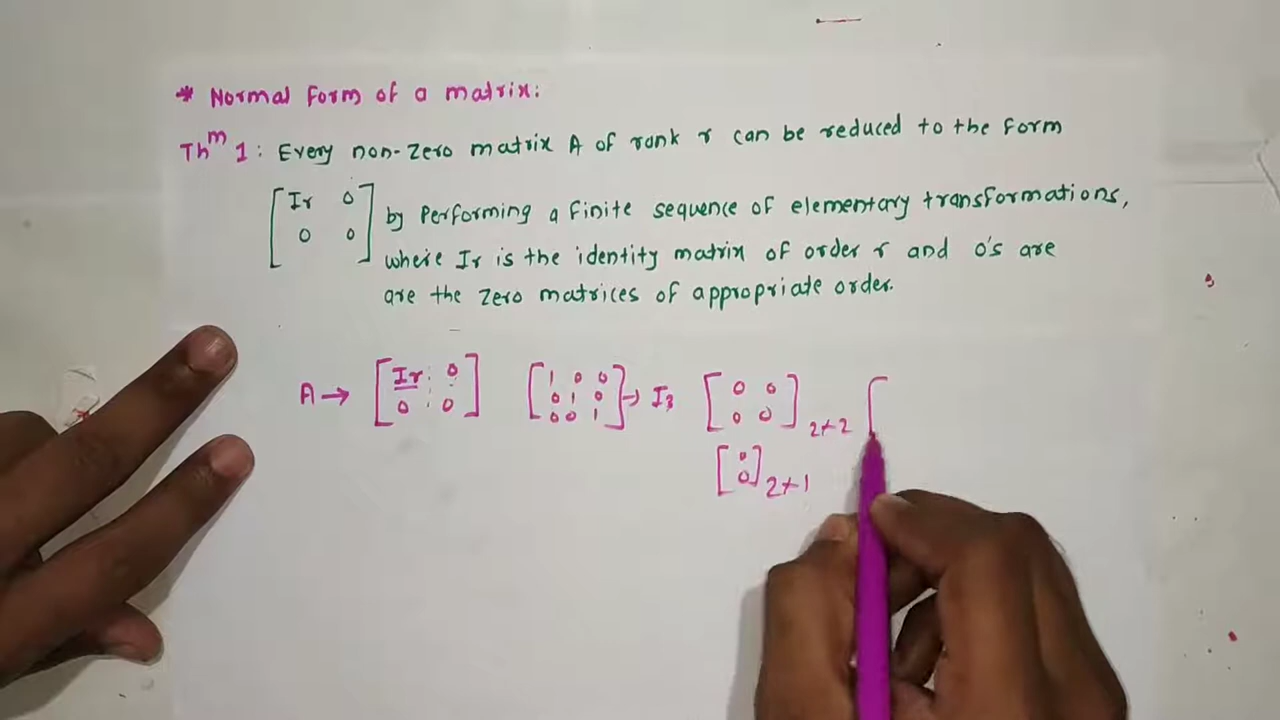 * Normal Form of a matrix:
Thm 1: Every non-zero matrix A of rank r can be reduced to the form
[Ir 0
0 0] by performing a finite sequence of elementary transformations,
where Ir is the identity matrix of order r and 0's are
are the zero matrices of appropriate order.
A → [Ir 0
0 0] [1 0 0
0 1 0
0 0 1] → I3 [0 0
0 0] 2×2 [
[0
0] 2×1